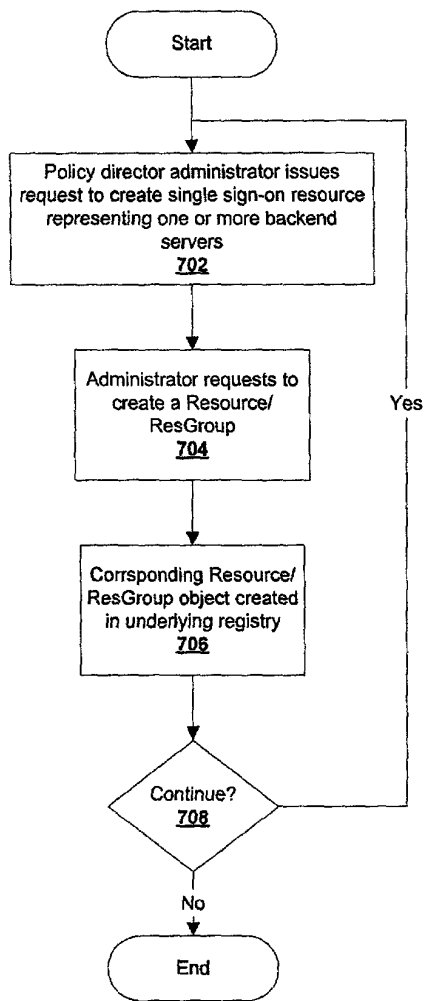 Start
Policy director administrator issues
request to create single sign-on resource
representing one or more backend
servers
702
Administrator requests to
create a Resource/
ResGroup
704
Yes
Corrsponding Resource/
ResGroup object created
in underlying registry
706
Continue?
708
No
End